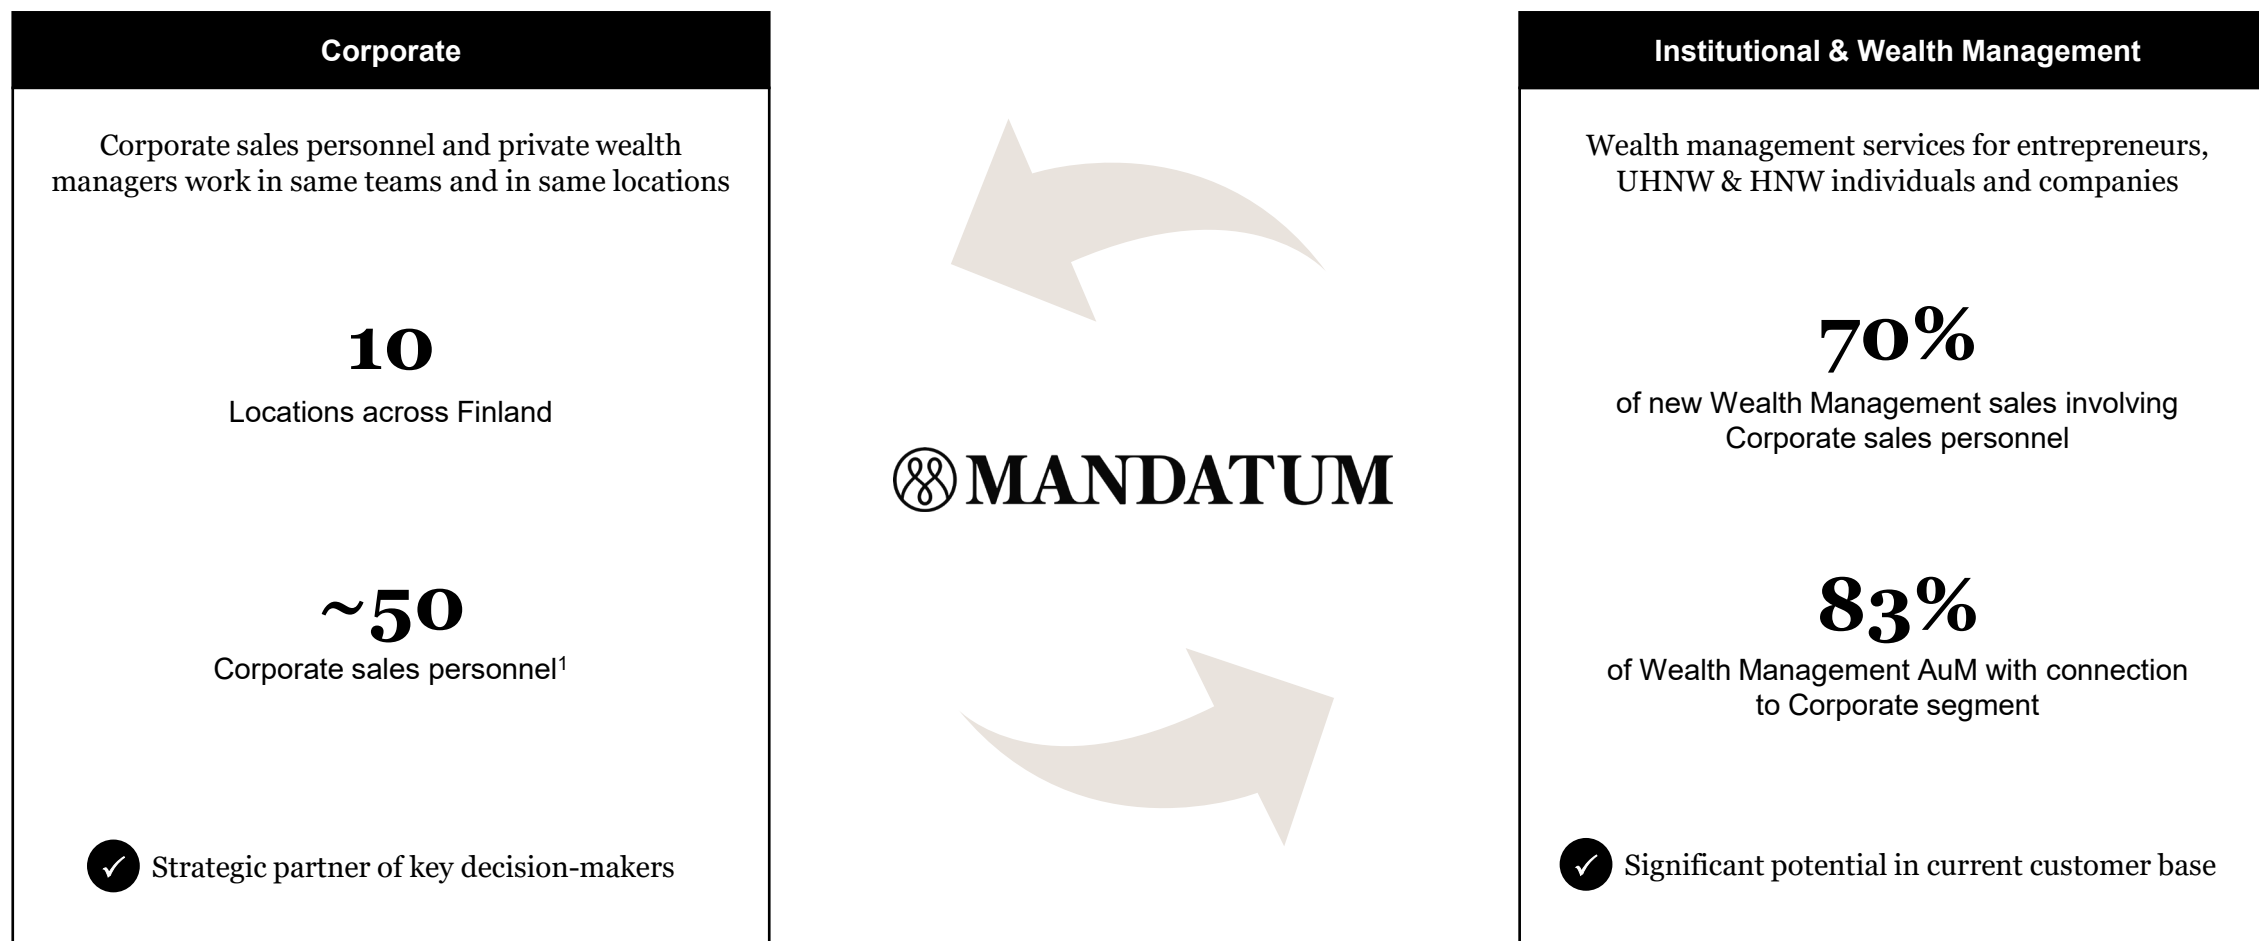 Corporate
Corporate sales personnel and private wealth
managers work in same teams and in same locations
10
Locations across Finland
~50
Corporate sales personnel¹
Strategic partner of key decision-makers
MANDATUM
Institutional & Wealth Management
Wealth management services for entrepreneurs,
UHNW & HNW individuals and companies
70%
of new Wealth Management sales involving
Corporate sales personnel
83%
of Wealth Management AuM with connection
to Corporate segment
Significant potential in current customer base